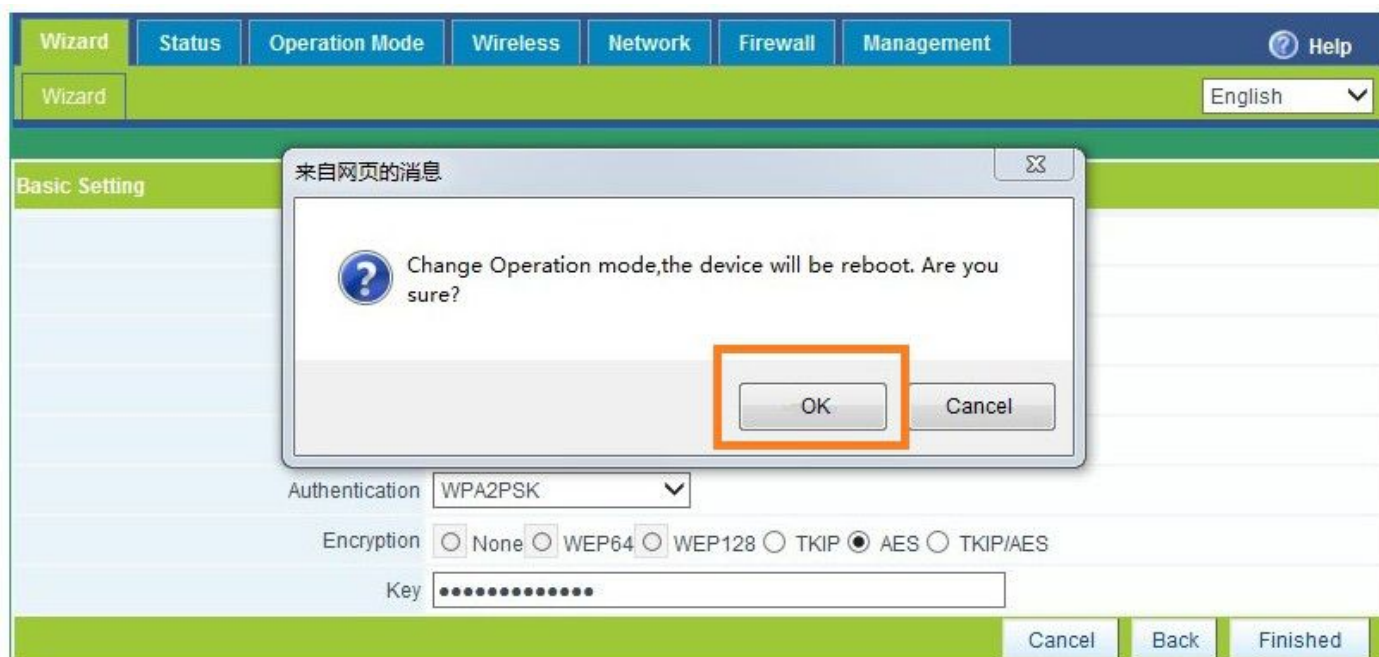 Wizard Status Operation Mode Wireless Network Firewall Management Help
Wizard English
来自网页的消息
Basic Setting
Change Operation mode,the device will be reboot. Are you
sure?
OK Cancel
Authentication WPA2PSK
Encryption None WEP64 WEP128 TKIP AES TKIP/AES
Key •••••••••••••
Cancel Back Finished